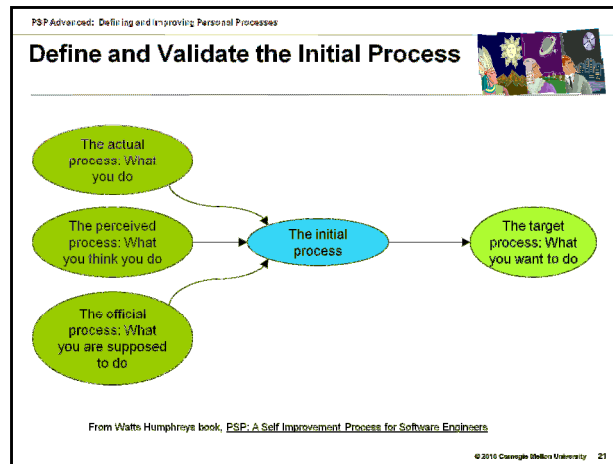 PSP Advanced: Defining and Improving Personal Processes
Define and Validate the Initial Process
The actual
process: What
you do
The perceived
process: What
you think you do
The official
process: What
you are supposed
to do
The initial
process
The target
process: What
you want to do
From Watts Humphreys book, PSP: A Self Improvement Process for Software Engineers
© 2016 Carnegie Mellon University 21